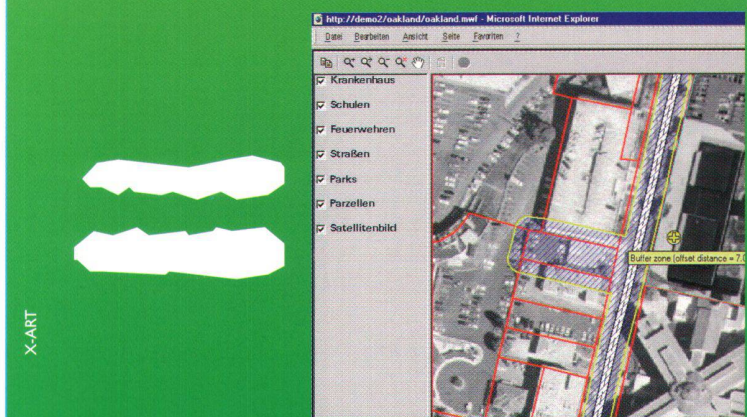 http://demo2/oakland/oakland.mwf - Microsoft Internet Explorer
Datei Bearbeiten Ansicht Seite Favoriten ?
Krankenhaus
Schulen
Feuerwehren
Straßen
Parks
Parzellen
Satellitenbild
Buffer zone (offset distance = 7.0
X-ART